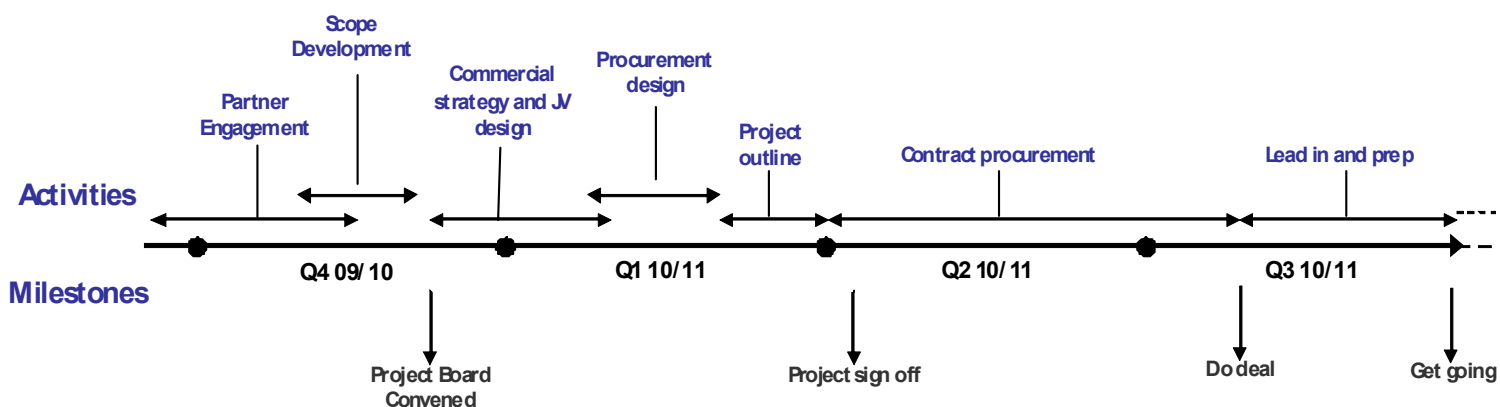 Scope
Development
Partner
Engagement
Commercial
strategy and JV
design
Procurement
design
Project
outline
Contract procurement
Lead in and prep
Activities
Q4 09/10
Q1 10/11
Q2 10/11
Q3 10/11
Milestones
Project Board
Convened
Project sign off
Do deal
Get going